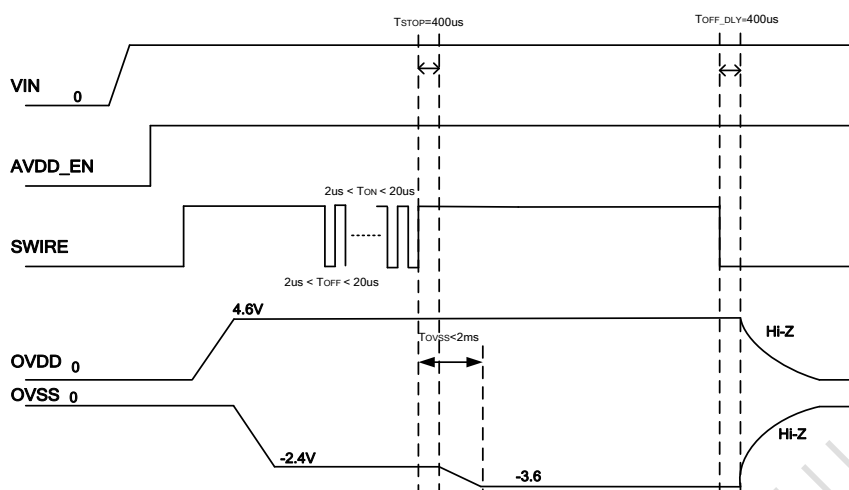 TSTOP=400us
TOFF_DLY=400us
VIN 0
AVDD_EN
2us < TON < 20us
SWIRE
2us < TOFF < 20us
4.6V
TOVSS<2ms
Hi-Z
OVDD 0
OVSS 0
Hi-Z
-2.4V
-3.6